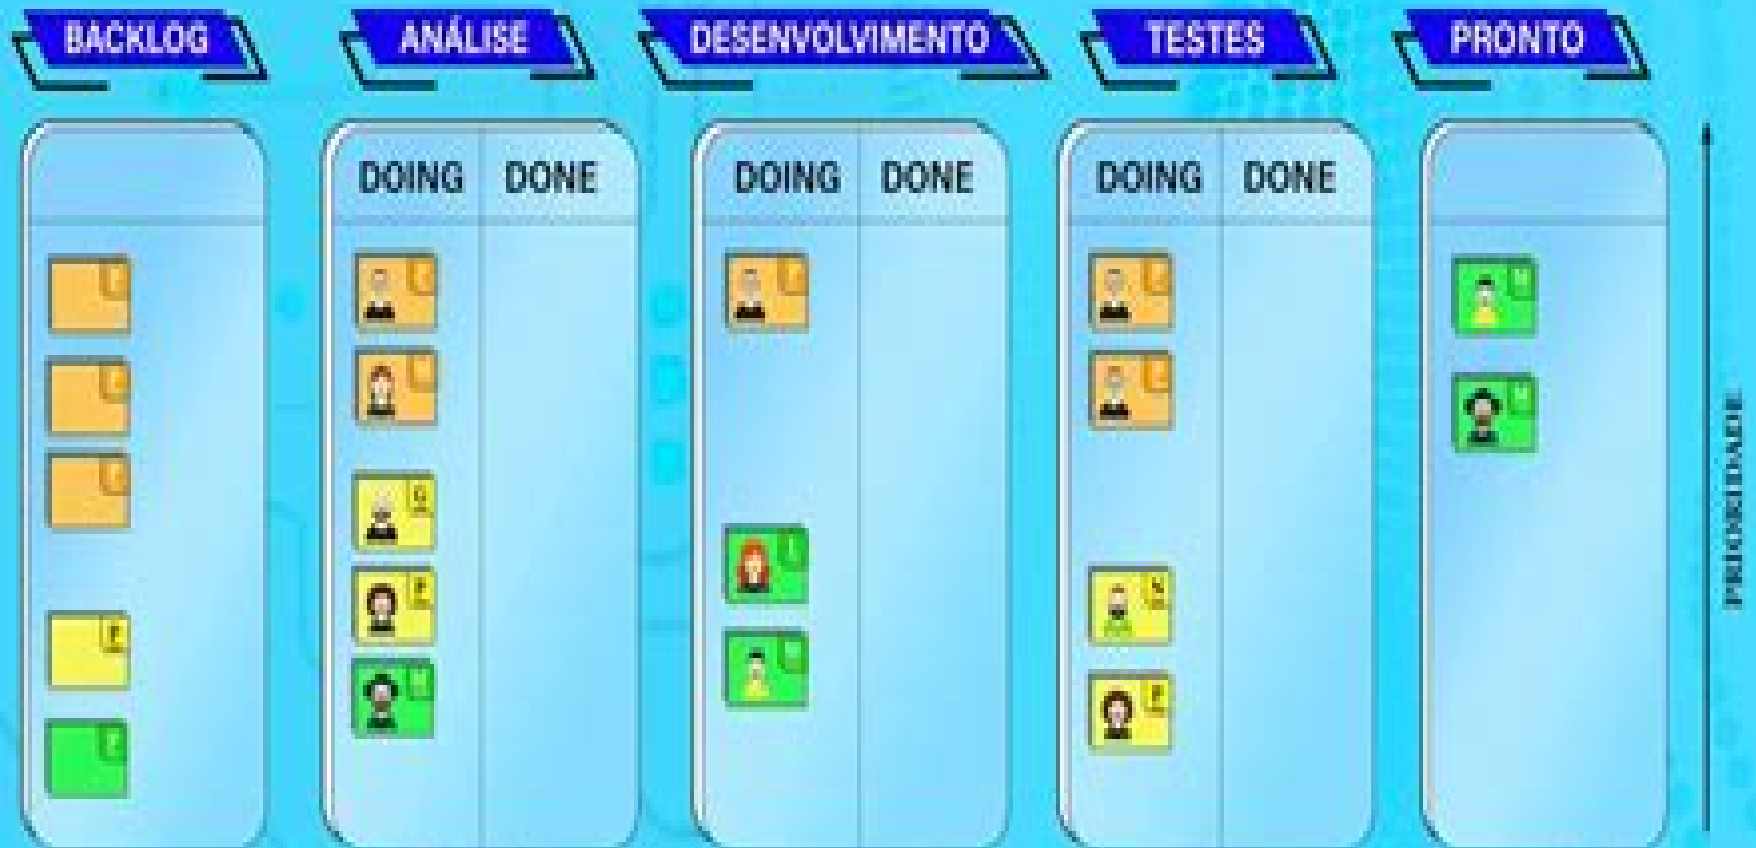 BACKLOG
ANÁLISE
DESENVOLVIMENTO
TESTES
PRONTO
DOING DONE
DOING DONE
DOING DONE
G
P
P
P
PRIORIDADE